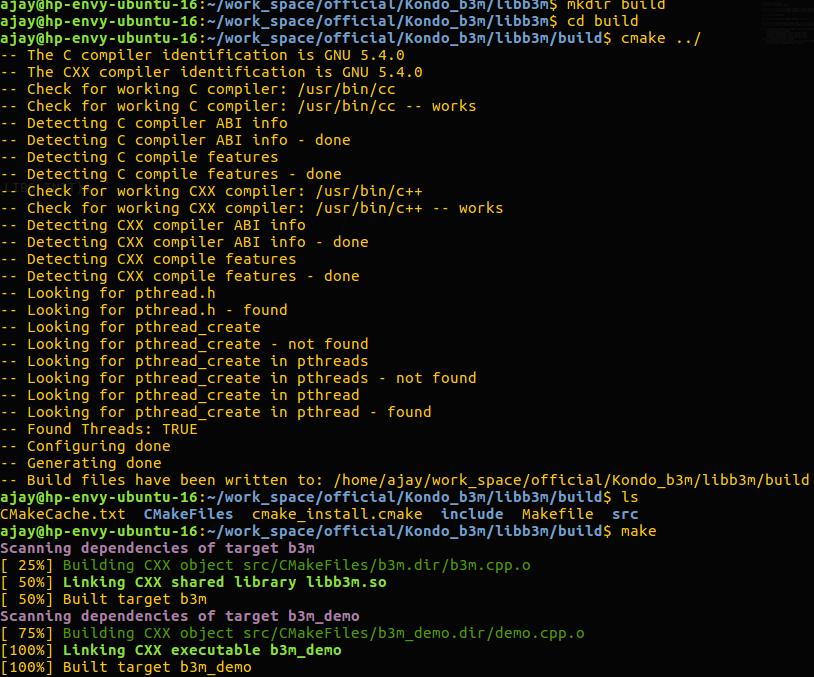 ajay@hp-envy-ubuntu-16:~/work_space/official/Kondo_b3m/libb3m$ mkdir build
ajay@hp-envy-ubuntu-16:~/work_space/official/Kondo_b3m/libb3m$ cd build
ajay@hp-envy-ubuntu-16:~/work_space/official/Kondo_b3m/libb3m/build$ cmake ../
-- The C compiler identification is GNU 5.4.0
-- The CXX compiler identification is GNU 5.4.0
-- Check for working C compiler: /usr/bin/cc
-- Check for working C compiler: /usr/bin/cc -- works
-- Detecting C compiler ABI info
-- Detecting C compiler ABI info - done
-- Detecting C compile features
-- Detecting C compile features - done
-- Check for working CXX compiler: /usr/bin/c++
-- Check for working CXX compiler: /usr/bin/c++ -- works
-- Detecting CXX compiler ABI info
-- Detecting CXX compiler ABI info - done
-- Detecting CXX compile features
-- Detecting CXX compile features - done
-- Looking for pthread.h
-- Looking for pthread.h - found
-- Looking for pthread_create
-- Looking for pthread_create - not found
-- Looking for pthread_create in pthreads
-- Looking for pthread_create in pthreads - not found
-- Looking for pthread_create in pthread
-- Looking for pthread_create in pthread - found
-- Found Threads: TRUE
-- Configuring done
-- Generating done
-- Build files have been written to: /home/ajay/work_space/official/Kondo_b3m/libb3m/build
ajay@hp-envy-ubuntu-16:~/work_space/official/Kondo_b3m/libb3m/build$ ls
CMakeCache.txt  CMakeFiles  cmake_install.cmake  include  Makefile  src
ajay@hp-envy-ubuntu-16:~/work_space/official/Kondo_b3m/libb3m/build$ make
Scanning dependencies of target b3m
[ 25%] Building CXX object src/CMakeFiles/b3m.dir/b3m.cpp.o
[ 50%] Linking CXX shared library libb3m.so
[ 50%] Built target b3m
Scanning dependencies of target b3m_demo
[ 75%] Building CXX object src/CMakeFiles/b3m_demo.dir/demo.cpp.o
[100%] Linking CXX executable b3m_demo
[100%] Built target b3m_demo